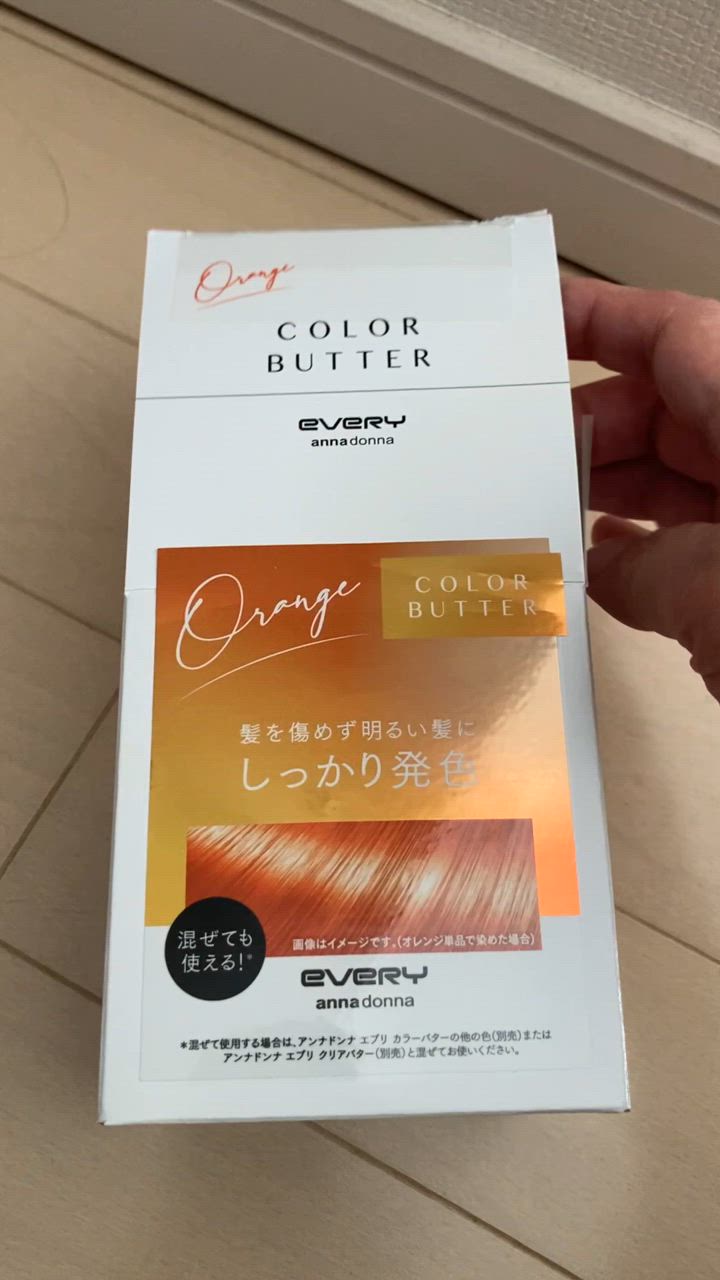 Orange
COLOR
BUTTER
every
annadonna
Orange
COLOR
BUTTER
髪を傷めず明るい髪に
しっかり発色
混ぜても
使える!*
画像はイメージです。(オレンジ単品で染めた場合)
every
annadonna
*混ぜて使用する場合は、アンナドンナ エブリ カラーバターの他の色(別売)または
アンナドンナ エブリ クリアバター(別売)と混ぜてお使いください。